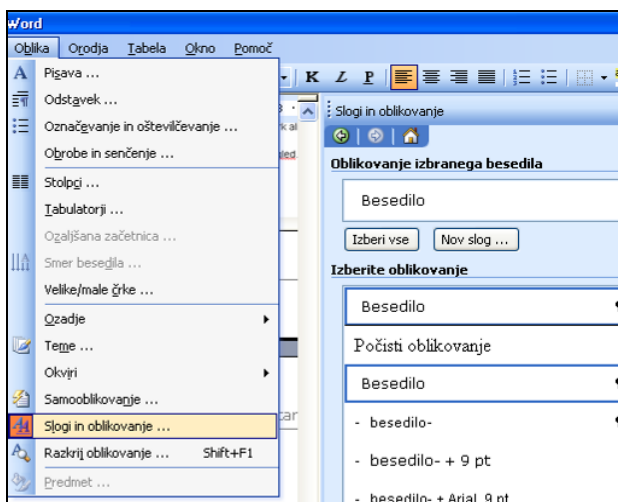 Word
Oblika Orodja Tabela Okno Pomoč
Pisava ...
K L P
Odstavek ...
Slogi in oblikovanje
Označevanje in oštevilčevanje ...
Obrobe in senčenje ...
Oblikovanje izbranega besedila
Stolpci ...
Besedilo
Tabulatorji ...
Ozaljšana začetnica ...
Izberi vse Nov slog ...
Smer besedila ...
Izberite oblikovanje
Velike/male črke ...
Besedilo
Ozadje
Teme ...
Počisti oblikovanje
Okviri
Besedilo
Samooblikovanje ...
Slogi in oblikovanje ...
- besedilo-
Razkrij oblikovanje ... Shift+F1
- besedilo- + 9 pt
Predmet ...
- besedilo- + Arial, 9 pt